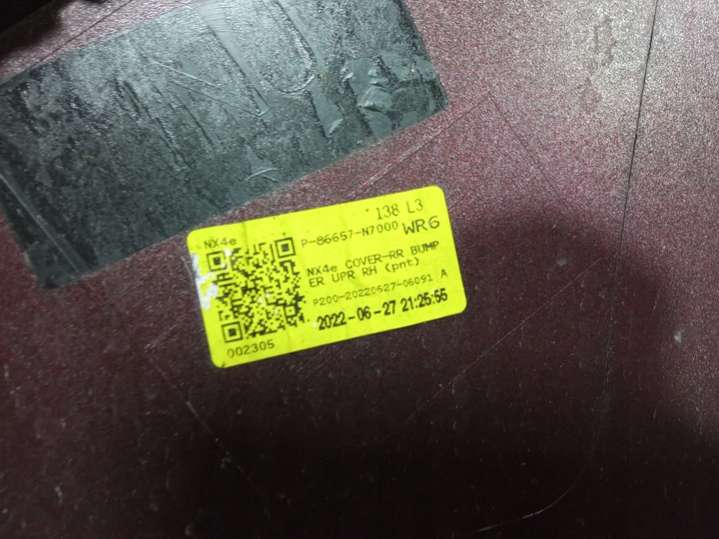 138 L3
NX4e P-86657-N7000 WRG
NX4e COVER-RR BUMP
ER UPR RH (pnt)
P200-20220627-06091 A
2022-06-27 21:25:55
002305